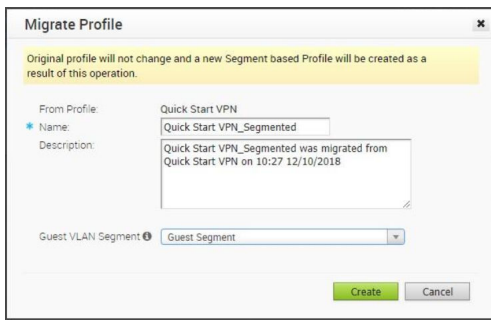 Migrate Profile
Original profile will not change and a new Segment based Profile will be created as a
result of this operation.
From Profile: Quick Start VPN
* Name: Quick Start VPN_Segmented
Description: Quick Start VPN_Segmented was migrated from
Quick Start VPN on 10:27 12/10/2018
Guest VLAN Segment Guest Segment
Create Cancel